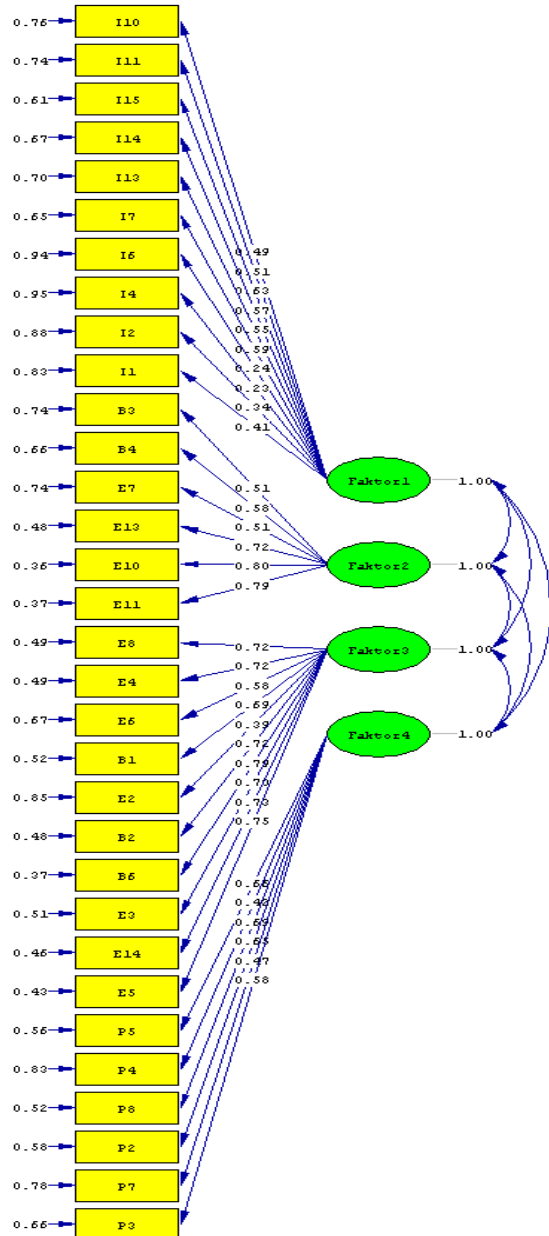 0.76 I10
0.74 I11
0.61 I15
0.67 I14
0.70 I13
0.65 I7
0.94 I6
0.95 I4
0.88 I2
0.83 I1
0.74 B3
0.66 B4
0.74 E7
0.48 E13
0.36 E10
0.37 E11
0.49 E8
0.49 E4
0.67 E6
0.52 B1
0.85 E2
0.48 B2
0.37 B6
0.51 E3
0.46 E14
0.43 E5
0.56 P5
0.83 P4
0.52 P8
0.58 P2
0.78 P7
0.66 P3
0.49
0.51
0.63
0.57
0.55
0.59
0.24
0.23
0.34
0.41
0.51
0.58
0.51
0.72
0.80
0.79
0.72
0.72
0.58
0.69
0.39
0.72
0.79
0.70
0.73
0.75
0.66
0.42
0.69
0.65
0.47
0.58
Faktor1 1.00
Faktor2 1.00
Faktor3 1.00
Faktor4 1.00